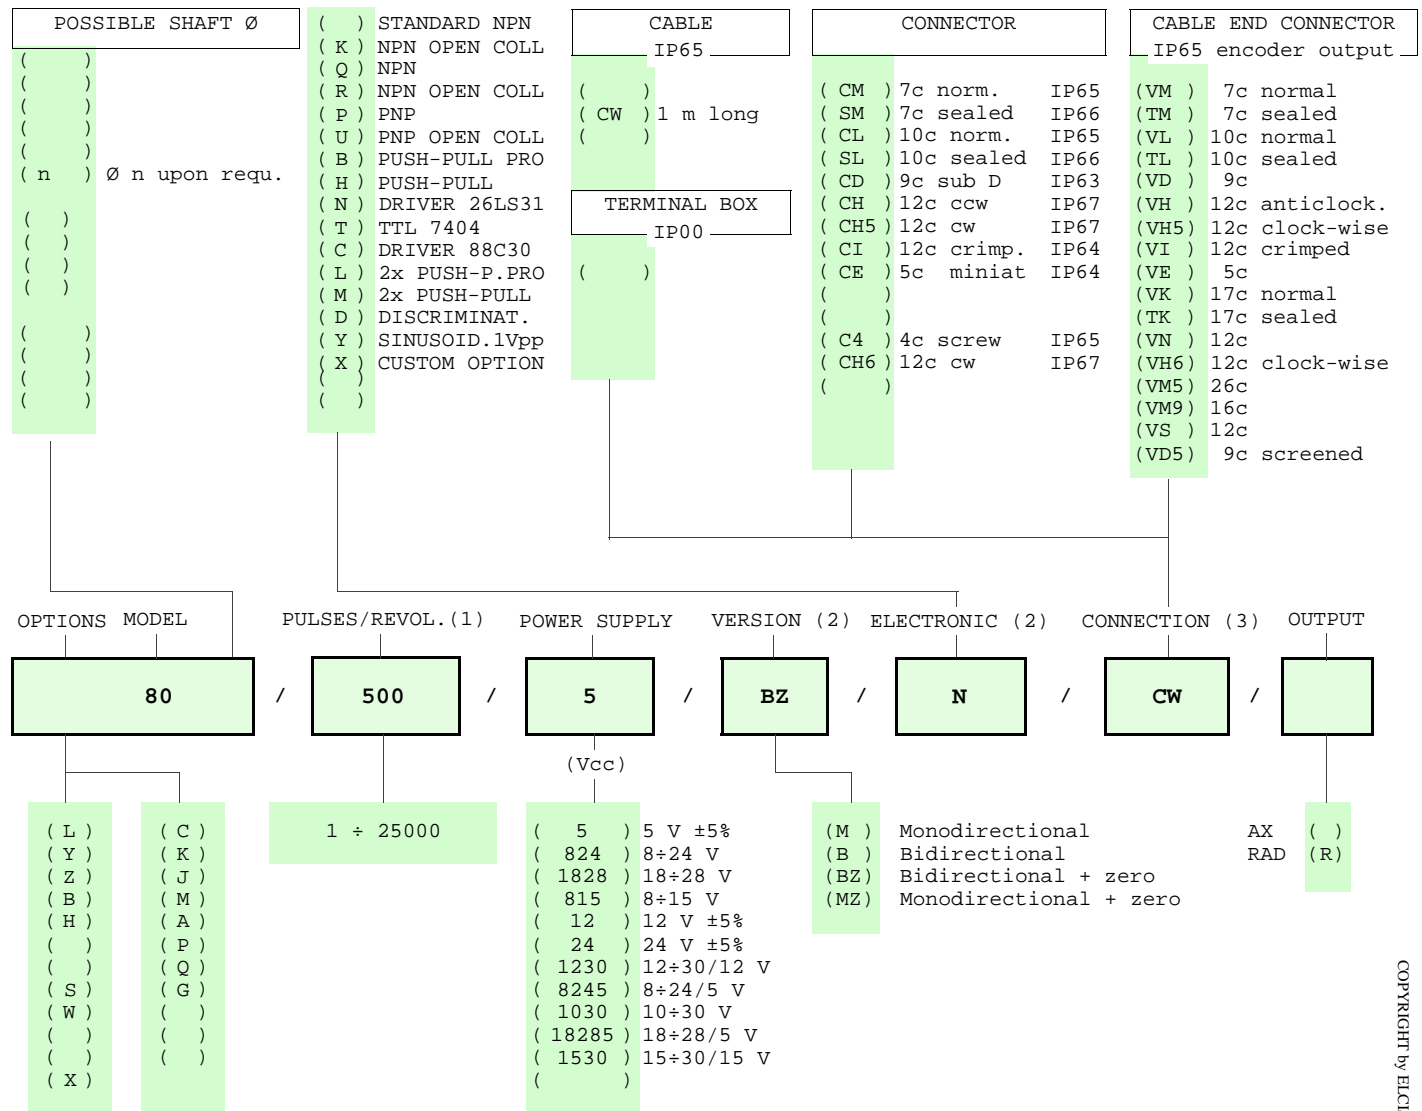 POSSIBLE SHAFT Ø
(    )
(    )
(    )
(    )
(    )
( n  ) Ø n upon requ.
(  )
(  )
(  )
(  )
(    )
(    )
(    )
(    )
(   ) STANDARD NPN
( K ) NPN OPEN COLL
( Q ) NPN
( R ) NPN OPEN COLL
( P ) PNP
( U ) PNP OPEN COLL
( B ) PUSH-PULL PRO
( H ) PUSH-PULL
( N ) DRIVER 26LS31
( T ) TTL 7404
( C ) DRIVER 88C30
( L ) 2x PUSH-P.PRO
( M ) 2x PUSH-PULL
( D ) DISCRIMINAT.
( Y ) SINUSOID.1Vpp
( X ) CUSTOM OPTION
(   )
(   )
CABLE
IP65
(    )
( CW ) 1 m long
(    )
TERMINAL BOX
IP00
(    )
CONNECTOR
( CM ) 7c norm. IP65
( SM ) 7c sealed IP66
( CL ) 10c norm. IP65
( SL ) 10c sealed IP66
( CD ) 9c sub D IP63
( CH ) 12c ccw IP67
( CH5 ) 12c cw IP67
( CI ) 12c crimp. IP64
( CE ) 5c miniat IP64
(    )
(    )
( C4 ) 4c screw IP65
( CH6 ) 12c cw IP67
(    )
CABLE END CONNECTOR
IP65 encoder output
(VM ) 7c normal
(TM ) 7c sealed
(VL ) 10c normal
(TL ) 10c sealed
(VD ) 9c
(VH ) 12c anticlock.
(VH5) 12c clock-wise
(VI ) 12c crimped
(VE ) 5c
(VK ) 17c normal
(TK ) 17c sealed
(VN ) 12c
(VH6) 12c clock-wise
(VM5) 26c
(VM9) 16c
(VS ) 12c
(VD5) 9c screened
OPTIONS MODEL PULSES/REVOL.(1) POWER SUPPLY VERSION (2) ELECTRONIC (2) CONNECTION (3) OUTPUT
80 / 500 / 5 / BZ / N / CW /
(Vcc)
( L )
( Y )
( Z )
( B )
( H )
(   )
(   )
( S )
( W )
(   )
(   )
( X )
( C )
( K )
( J )
( M )
( A )
( P )
( Q )
( G )
(   )
(   )
(   )
1 ÷ 25000
( 5 ) 5 V ±5%
( 824 ) 8÷24 V
( 1828 ) 18÷28 V
( 815 ) 8÷15 V
( 12 ) 12 V ±5%
( 24 ) 24 V ±5%
( 1230 ) 12÷30/12 V
( 8245 ) 8÷24/5 V
( 1030 ) 10÷30 V
( 18285 ) 18÷28/5 V
( 1530 ) 15÷30/15 V
(      )
(M ) Monodirectional
(B ) Bidirectional
(BZ) Bidirectional + zero
(MZ) Monodirectional + zero
AX ( )
RAD (R)
COPYRIGHT by ELCI